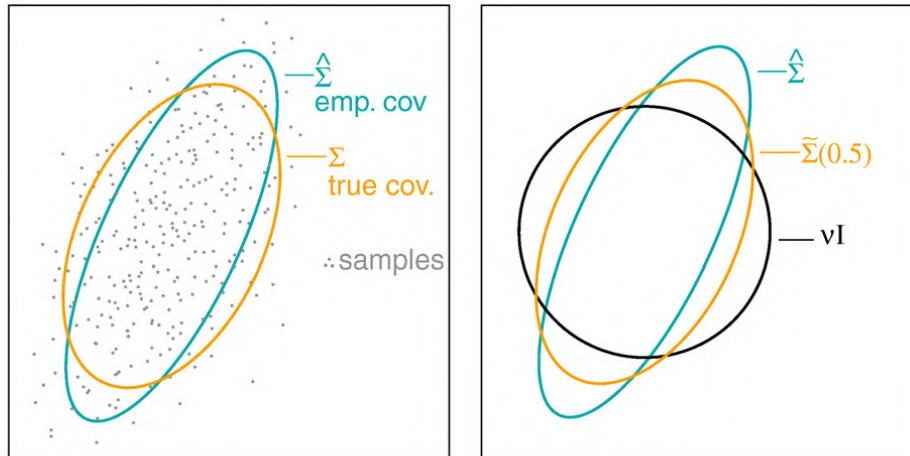 Σ̂
emp. cov
Σ
true cov.
samples
Σ̂
Σ̃(0.5)
νI